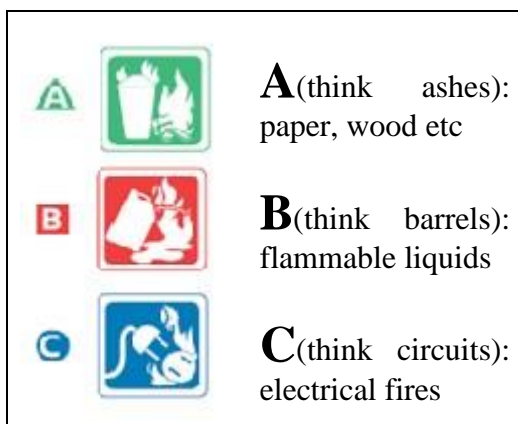 A
A(think ashes):
paper, wood etc
B
B(think barrels):
flammable liquids
C
C(think circuits):
electrical fires